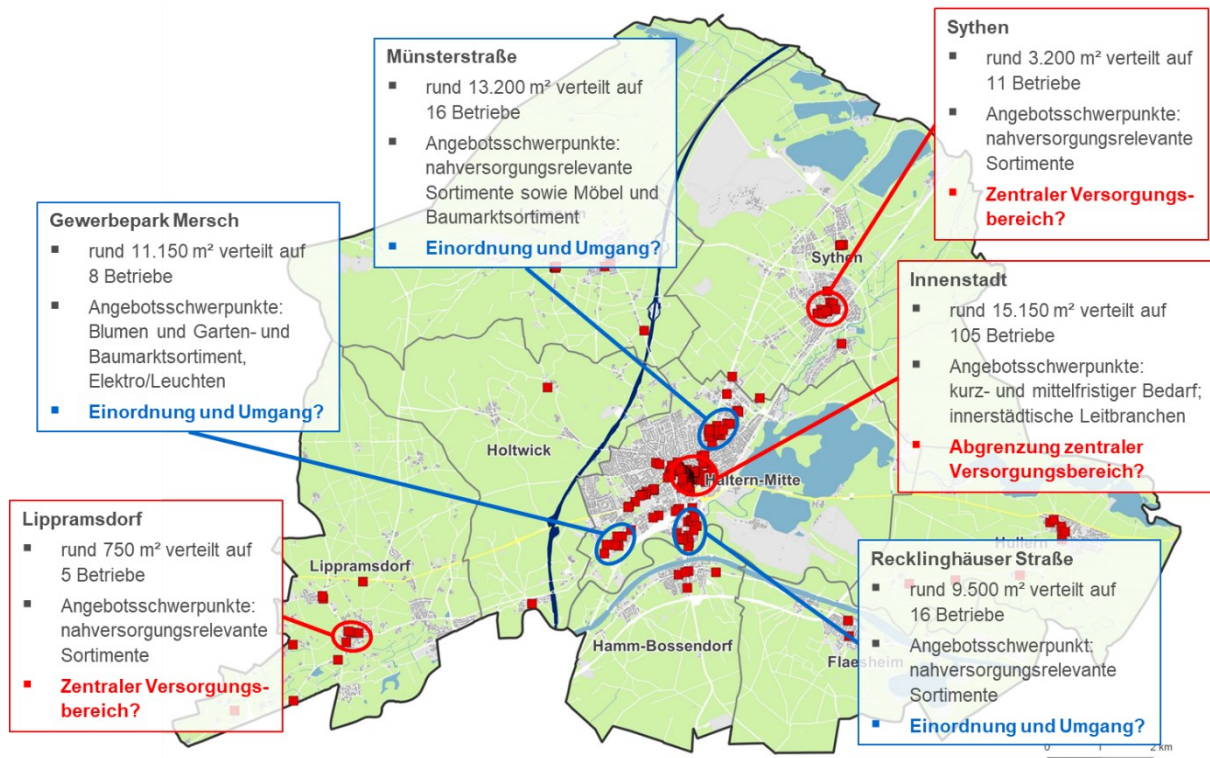 Münsterstraße
■ rund 13.200 m² verteilt auf
16 Betriebe
■ Angebotsschwerpunkte:
nahversorgungsrelevante
Sortimente sowie Möbel und
Baumarktsortiment
■ Einordnung und Umgang?
Sythen
■ rund 3.200 m² verteilt auf
11 Betriebe
■ Angebotsschwerpunkte:
nahversorgungsrelevante
Sortimente
■ Zentraler Versorgungs-
bereich?
Gewerbepark Mersch
■ rund 11.150 m² verteilt auf
8 Betriebe
■ Angebotsschwerpunkte:
Blumen und Garten- und
Baumarktsortiment,
Elektro/Leuchten
■ Einordnung und Umgang?
Innenstadt
■ rund 15.150 m² verteilt auf
105 Betriebe
■ Angebotsschwerpunkte:
kurz- und mittelfristiger Bedarf;
innerstädtische Leitbranchen
■ Abgrenzung zentraler
Versorgungsbereich?
Lippramsdorf
■ rund 750 m² verteilt auf
5 Betriebe
■ Angebotsschwerpunkte:
nahversorgungsrelevante
Sortimente
■ Zentraler Versorgungs-
bereich?
Recklinghäuser Straße
■ rund 9.500 m² verteilt auf
16 Betriebe
■ Angebotsschwerpunkt:
nahversorgungsrelevante
Sortimente
■ Einordnung und Umgang?
Sythen
Holtwick
Haltern-Mitte
Hullern
Lippramsdorf
Hamm-Bossendorf
Flaesheim
0 1 2 km